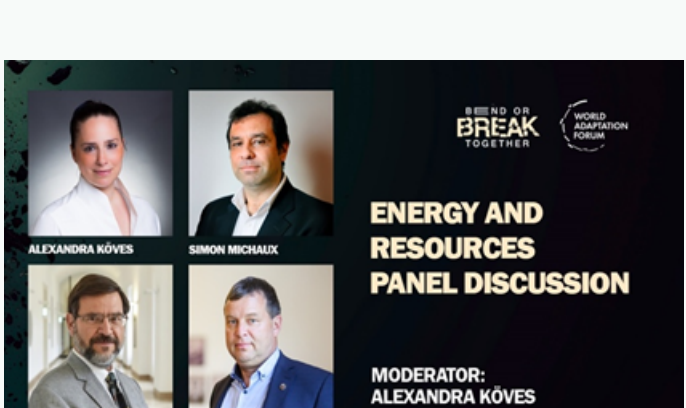 BEND OR
BREAK
TOGETHER
WORLD
ADAPTATION
FORUM
ALEXANDRA KÖVES
SIMON MICHAUX
ENERGY AND
RESOURCES
PANEL DISCUSSION
MODERATOR:
ALEXANDRA KÖVES